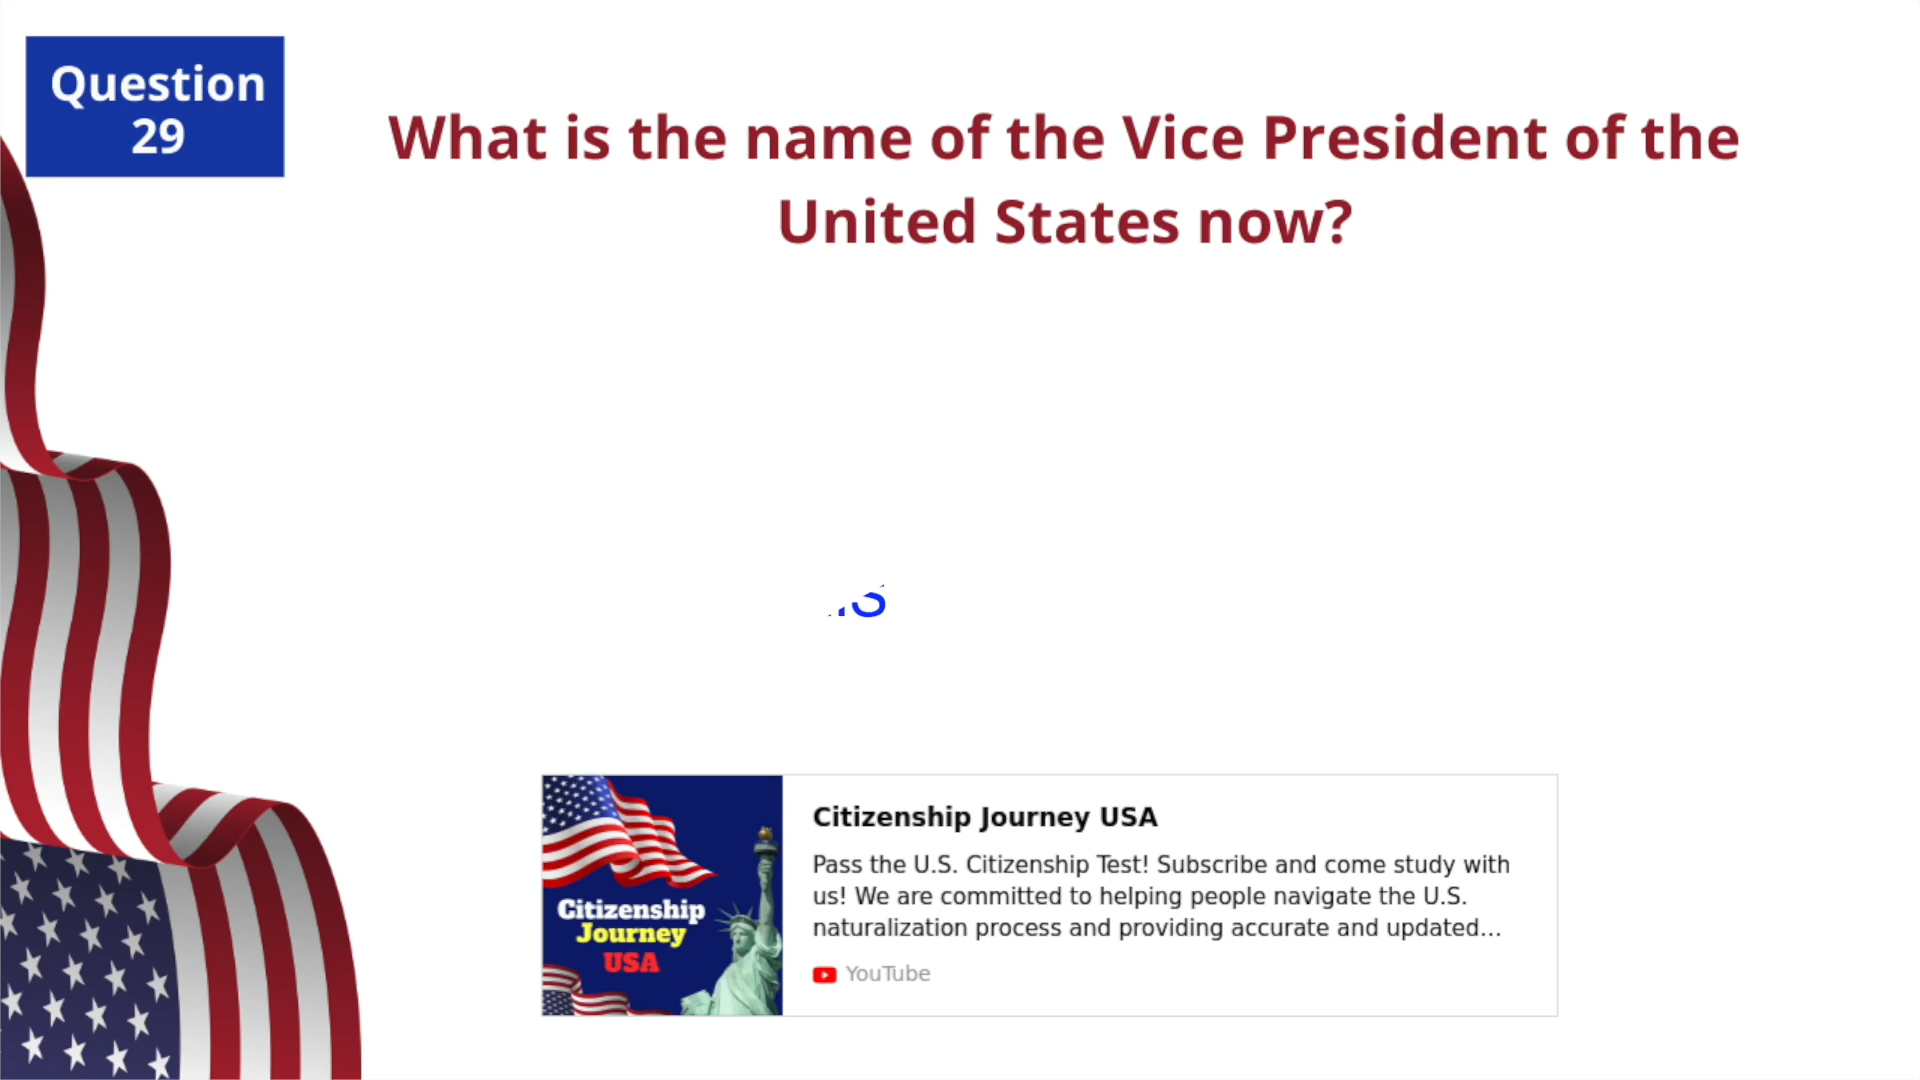 Question
29
What is the name of the Vice President of the
United States now?
Citizenship Journey USA
Pass the U.S. Citizenship Test! Subscribe and come study with
us! We are committed to helping people navigate the U.S.
naturalization process and providing accurate and updated...
YouTube
Citizenship
Journey
USA